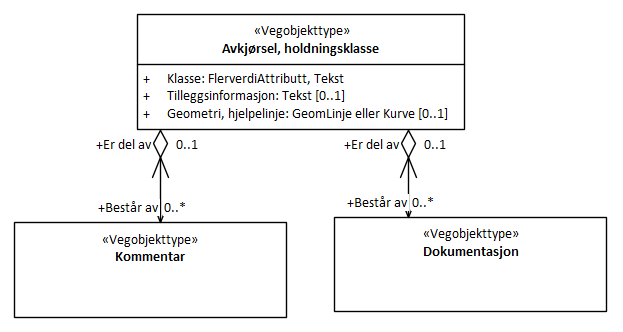 «Vegobjekttype»
Avkjørsel, holdningsklasse
+ Klasse: FlerverdiAttributt, Tekst
+ Tilleggsinformasjon: Tekst [0..1]
+ Geometri, hjelpelinje: GeomLinje eller Kurve [0..1]
+Er del av 0..1
+Er del av 0..1
+Består av 0..*
+Består av 0..*
«Vegobjekttype»
Kommentar
«Vegobjekttype»
Dokumentasjon